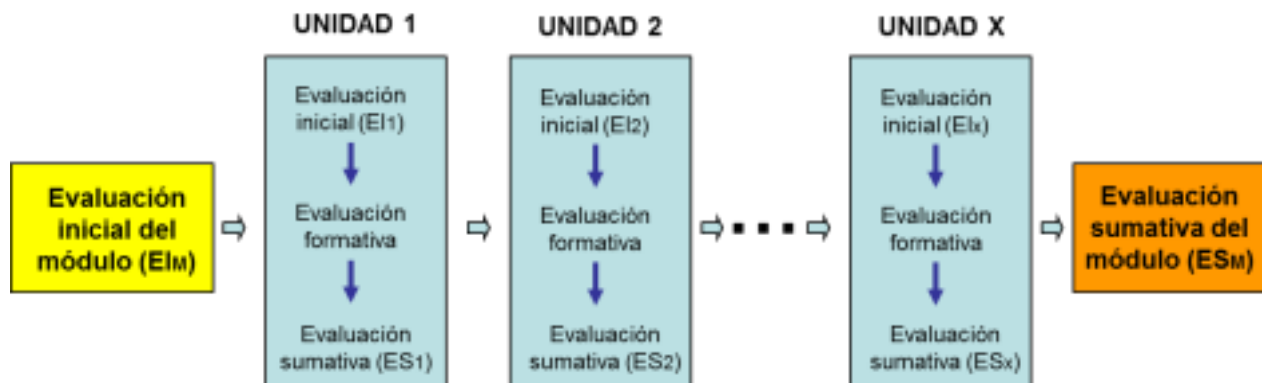 UNIDAD 1
UNIDAD 2
UNIDAD X
Evaluación
inicial del
módulo (EIM)
Evaluación
inicial (EI1)
Evaluación
formativa
Evaluación
sumativa (ES1)
Evaluación
inicial (EI2)
Evaluación
formativa
Evaluación
sumativa (ES2)
Evaluación
inicial (EIx)
Evaluación
formativa
Evaluación
sumativa (ESx)
Evaluación
sumativa del
módulo (ESM)